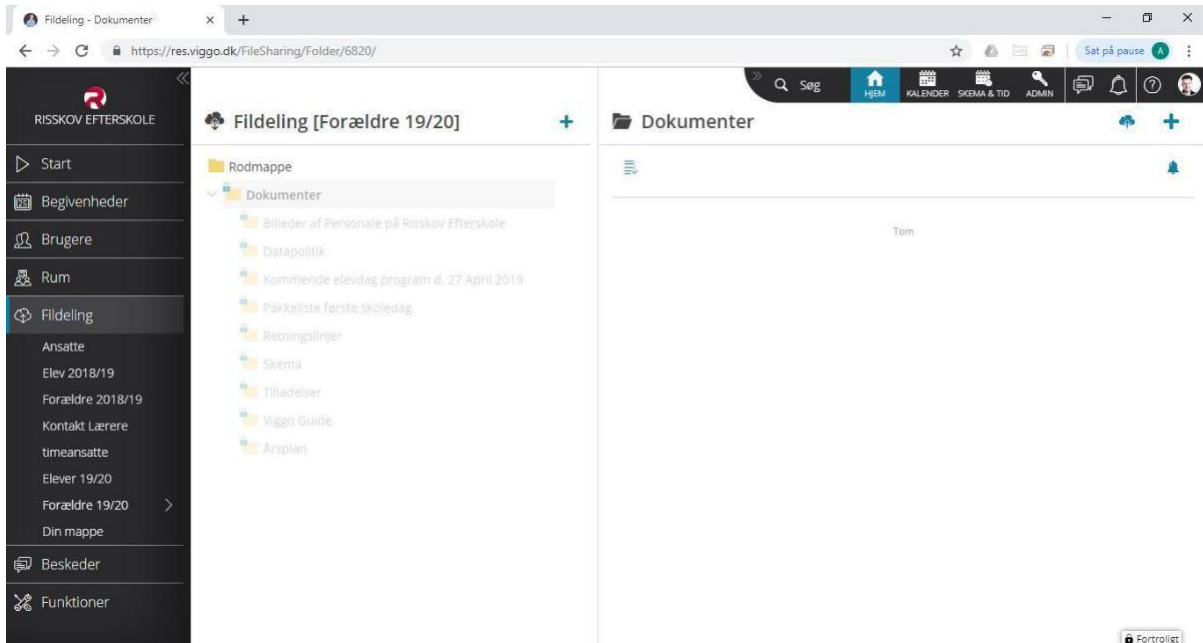 Fildeling - Dokumenter
https://res.viggo.dk/FileSharing/Folder/6820/
Sat på pause A
RISSKOV EFTERSKOLE
Søg
HJEM
KALENDER
SKEMA & TID
ADMIN
Start
Begivenheder
Brugere
Rum
Fildeling
Ansatte
Elev 2018/19
Forældre 2018/19
Kontakt Lærere
timeansatte
Elever 19/20
Forældre 19/20
Din mappe
Beskeder
Funktioner
Fildeling [Forældre 19/20]
Rodmappe
Dokumenter
Billeder af Personale på Risskov Efterskole
Datapolitik
Kommende elevdag program d. 27 April 2019
Pakkeliste første skoledag.
Retningslinjer
Skema
Tilladelser
Viggo Guide
Årsplan
Dokumenter
Tom
Fortroligt